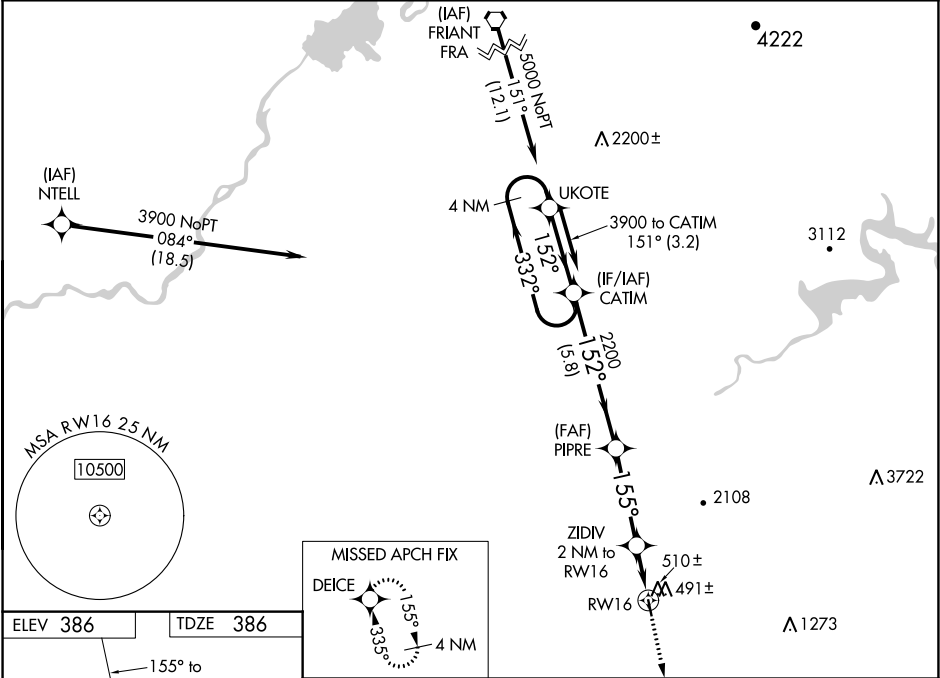 (IAF)
FRIANT
FRA
5000 NoPT
151°
(12.1)
4222
2200±
(IAF)
NTELL
3900 NoPT
084°
(18.5)
4 NM
UKOTE
3900 to CATIM
151° (3.2)
152°
332°
(IF/IAF)
CATIM
3112
2200
152°
(5.8)
MSA RW16 25 NM
10500
(FAF)
PIPRE
155°
3722
2108
ZIDIV
2 NM to
RW16
510±
491±
RW16
1273
MISSED APCH FIX
DEICE
155°
335°
4 NM
ELEV 386
TDZE 386
155° to